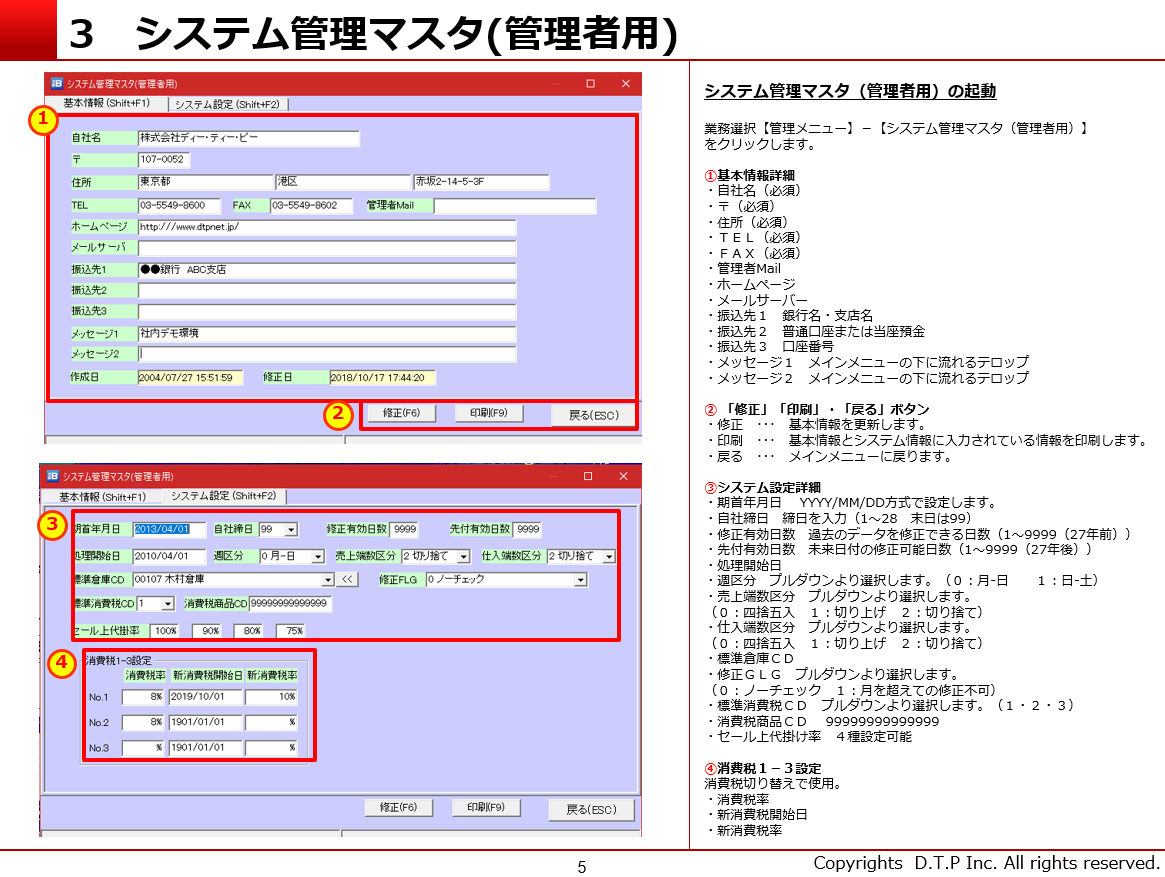 3　システム管理マスタ(管理者用)
システム管理マスタ(管理者用)
基本情報(Shift+F1)　システム設定(Shift+F2)
1
自社名　株式会社ディー・ティー・ピー
〒　107-0052
住所　東京都　港区　赤坂2-14-5-3F
TEL　03-5549-8600　FAX　03-5549-8602　管理者Mail
ホームページ　http:///www.dtpnet.jp/
メールサーバ
振込先1　●●銀行　ABC支店
振込先2
振込先3
メッセージ1　社内デモ環境
メッセージ2
作成日　2004/07/27 15:51:59　修正日　2018/10/17 17:44:20
2
修正(F6)　印刷(F9)　戻る(ESC)
システム管理マスタ(管理者用)
基本情報(Shift+F1)　システム設定(Shift+F2)
3
期首年月日　2013/04/01　自社締日　99　修正有効日数　9999　先付有効日数　9999
処理開始日　2010/04/01　週区分　0 月-日　売上端数区分　2 切り捨て　仕入端数区分　2 切り捨て
標準倉庫CD　00107 木村倉庫　<<　修正FLG　0 ノーチェック
標準消費税CD　1　消費税商品CD　99999999999999
セール上代掛率　100%　90%　80%　75%
4
消費税1-3設定
消費税率　新消費税開始日　新消費税率
No.1　8%　2019/10/01　10%
No.2　8%　1901/01/01　%
No.3　%　1901/01/01　%
修正(F6)　印刷(F9)　戻る(ESC)
システム管理マスタ（管理者用）の起動
業務選択【管理メニュー】－【システム管理マスタ（管理者用）】
をクリックします。
①基本情報詳細
・自社名（必須）
・〒（必須）
・住所（必須）
・ＴＥＬ（必須）
・ＦＡＸ（必須）
・管理者Mail
・ホームページ
・メールサーバー
・振込先１　銀行名・支店名
・振込先２　普通口座または当座預金
・振込先３　口座番号
・メッセージ１　メインメニューの下に流れるテロップ
・メッセージ２　メインメニューの下に流れるテロップ
② 「修正」「印刷」・「戻る」ボタン
・修正　･･･　基本情報を更新します。
・印刷　･･･　基本情報とシステム情報に入力されている情報を印刷します。
・戻る　･･･　メインメニューに戻ります。
③システム設定詳細
・期首年月日　YYYY/MM/DD方式で設定します。
・自社締日　締日を入力（1～28　末日は99）
・修正有効日数　過去のデータを修正できる日数（1～9999（27年前））
・先付有効日数　未来日付の修正可能日数（1～9999（27年後））
・処理開始日
・週区分　プルダウンより選択します。（０：月-日　１：日-土）
・売上端数区分　プルダウンより選択します。
（０：四捨五入　１：切り上げ　２：切り捨て）
・仕入端数区分　プルダウンより選択します。
（０：四捨五入　１：切り上げ　２：切り捨て）
・標準倉庫ＣＤ
・修正ＧＬＧ　プルダウンより選択します。
（０：ノーチェック　１：月を超えての修正不可）
・標準消費税ＣＤ　プルダウンより選択します。（１・２・３）
・消費税商品ＣＤ　99999999999999
・セール上代掛け率　４種設定可能
④消費税１－３設定
消費税切り替えで使用。
・消費税率
・新消費税開始日
・新消費税率
5
Copyrights D.T.P Inc. All rights reserved.